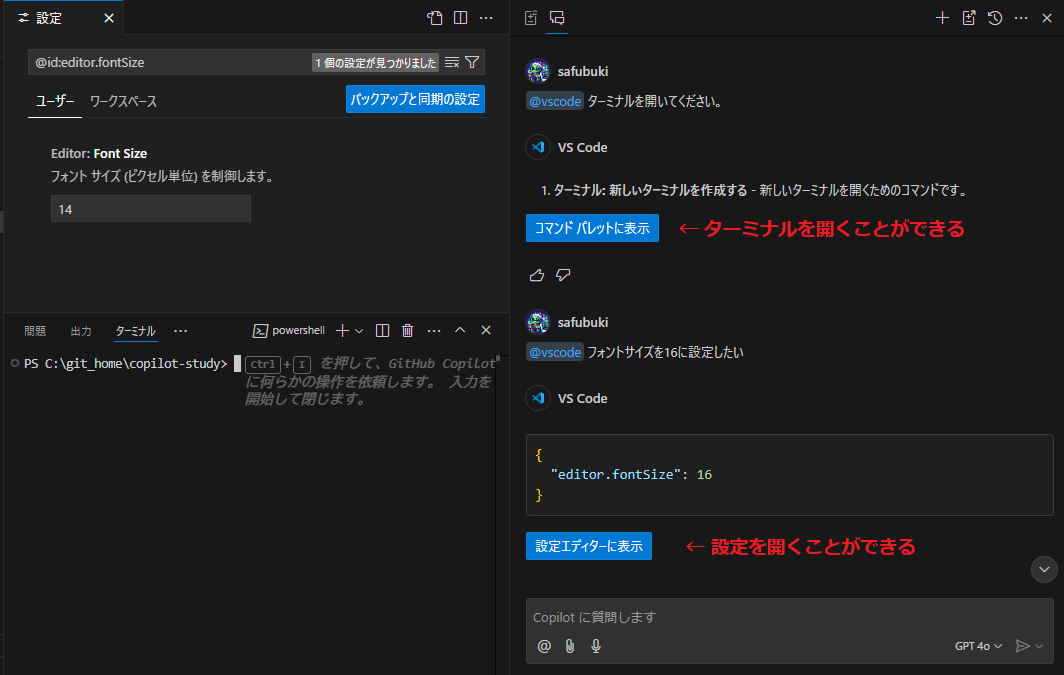 設定
@id:editor.fontSize
1 個の設定が見つかりました
ユーザー ワークスペース
バックアップと同期の設定
Editor: Font Size
フォント サイズ (ピクセル単位) を制御します。
14
問題 出力 ターミナル
powershell
PS C:\git_home\copilot-study> Ctrl+I を押して、GitHub Copilot
に何らかの操作を依頼します。 入力を
開始して閉じます。
safubuki
@vscode ターミナルを開いてください。
VS Code
1. ターミナル: 新しいターミナルを作成する - 新しいターミナルを開くためのコマンドです。
コマンド パレットに表示
← ターミナルを開くことができる
safubuki
@vscode フォントサイズを16に設定したい
VS Code
{
"editor.fontSize": 16
}
設定エディターに表示
← 設定を開くことができる
Copilot に質問します
@
GPT 4o